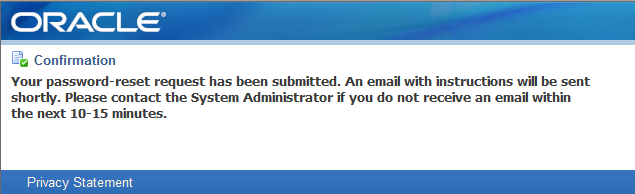 ORACLE®
Confirmation
Your password-reset request has been submitted. An email with instructions will be sent
shortly. Please contact the System Administrator if you do not receive an email within
the next 10-15 minutes.
Privacy Statement